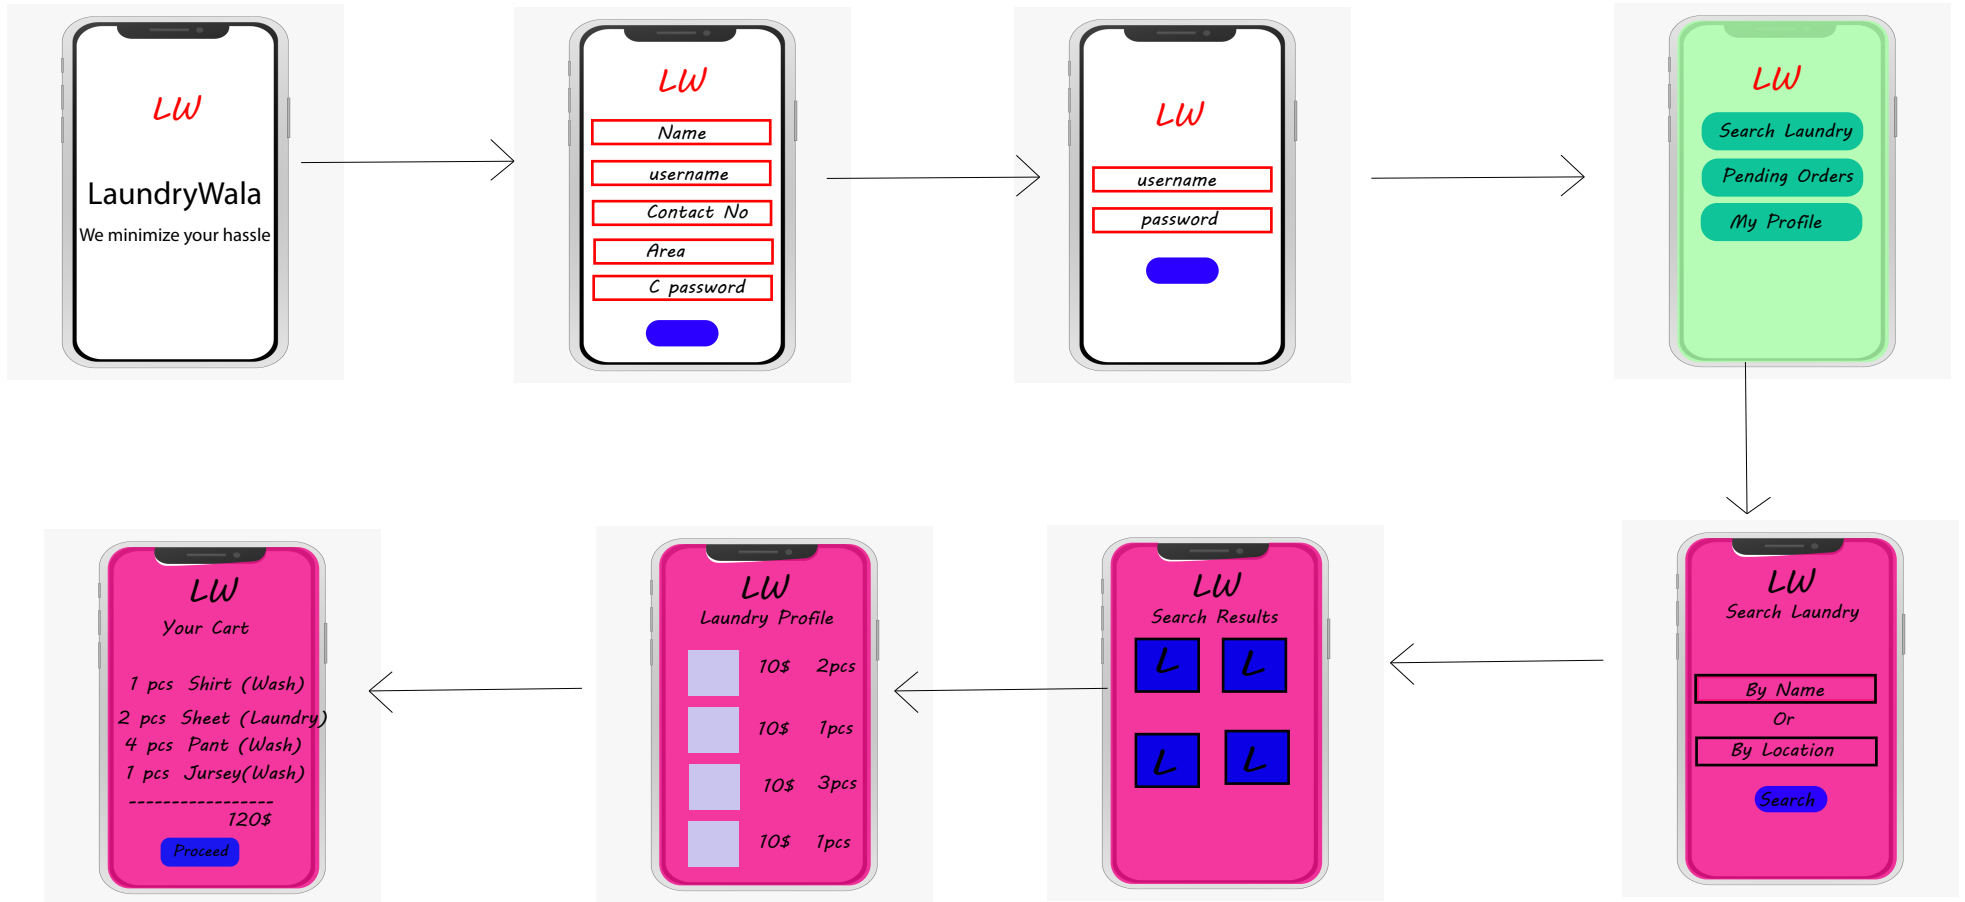 LW
LaundryWala
We minimize your hassle
LW
Name
username
Contact No
Area
C password
LW
username
password
LW
Search Laundry
Pending Orders
My Profile
LW
Search Laundry
By Name
Or
By Location
Search
LW
Search Results
L L
L L
LW
Laundry Profile
10$ 2pcs
10$ 1pcs
10$ 3pcs
10$ 1pcs
LW
Your Cart
1 pcs Shirt (Wash)
2 pcs Sheet (Laundry)
4 pcs Pant (Wash)
1 pcs Jursey(Wash)
-----------------
120$
Proceed